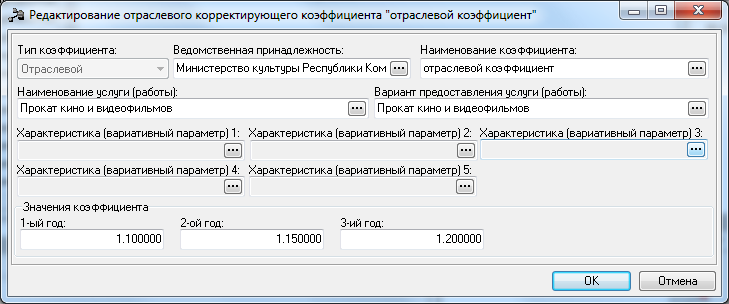 Редактирование отраслевого корректирующего коэффициента "отраслевой коэффициент"
Тип коэффициента: Ведомственная принадлежность: Наименование коэффициента:
Отраслевой Министерство культуры Республики Ком отраслевой коэффициент
Наименование услуги (работы): Вариант предоставления услуги (работы):
Прокат кино и видеофильмов Прокат кино и видеофильмов
Характеристика (вариативный параметр) 1: Характеристика (вариативный параметр) 2: Характеристика (вариативный параметр) 3:
Характеристика (вариативный параметр) 4: Характеристика (вариативный параметр) 5:
Значения коэффициента
1-ый год: 2-ой год: 3-ий год:
1.100000 1.150000 1.200000
OK Отмена